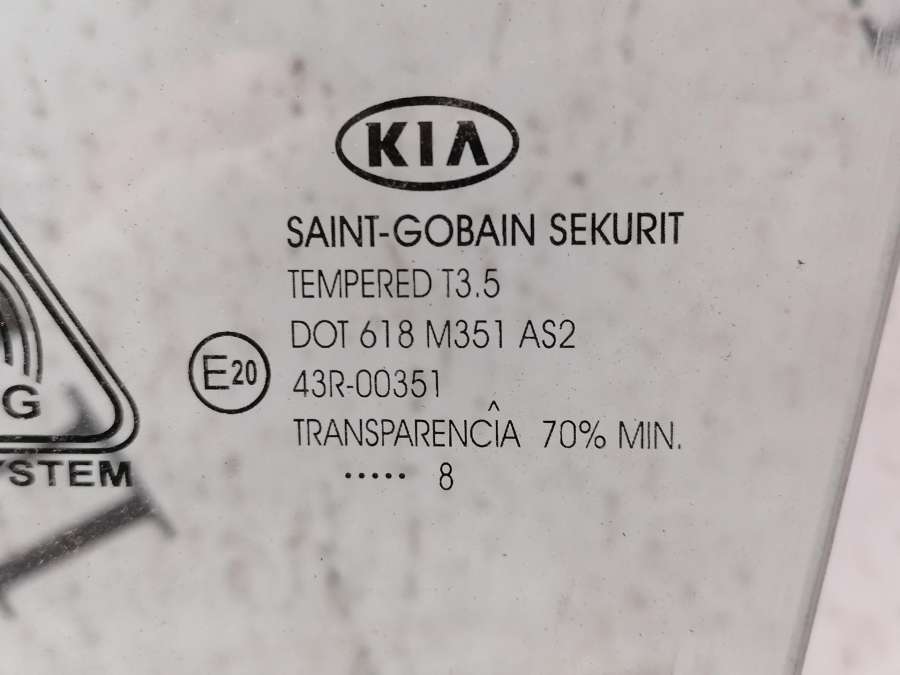 KIA
SAINT-GOBAIN SEKURIT
TEMPERED T3.5
DOT 618 M351 AS2
E20
43R-00351
TRANSPARENCÎA 70% MIN.
..... 8
G
YSTEM